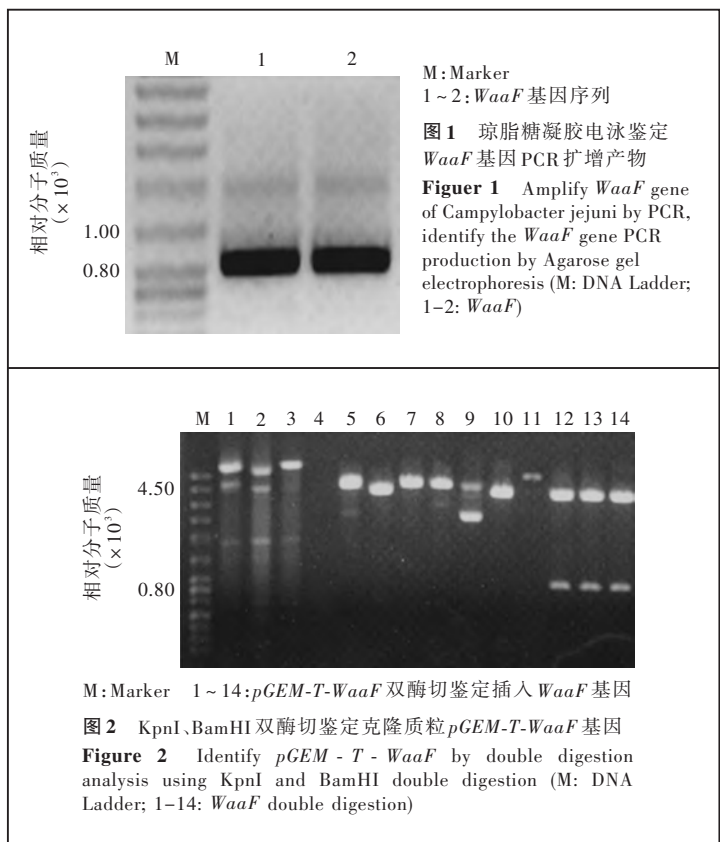 M 1 2
相对分子质量
(×10³)
1.00
0.80
M:Marker
1~2:WaaF基因序列
图1 琼脂糖凝胶电泳鉴定
WaaF基因PCR扩增产物
Figuer 1 Amplify WaaF gene
of Campylobacter jejuni by PCR,
identify the WaaF gene PCR
production by Agarose gel
electrophoresis (M: DNA Ladder;
1–2: WaaF)
M 1 2 3 4 5 6 7 8 9 10 11 12 13 14
相对分子质量
(×10³)
4.50
0.80
M:Marker 1~14:pGEM-T-WaaF双酶切鉴定插入WaaF基因
图2 KpnI、BamHI双酶切鉴定克隆质粒pGEM-T-WaaF基因
Figure 2 Identify pGEM - T - WaaF by double digestion
analysis using KpnI and BamHI double digestion (M: DNA
Ladder; 1–14: WaaF double digestion)